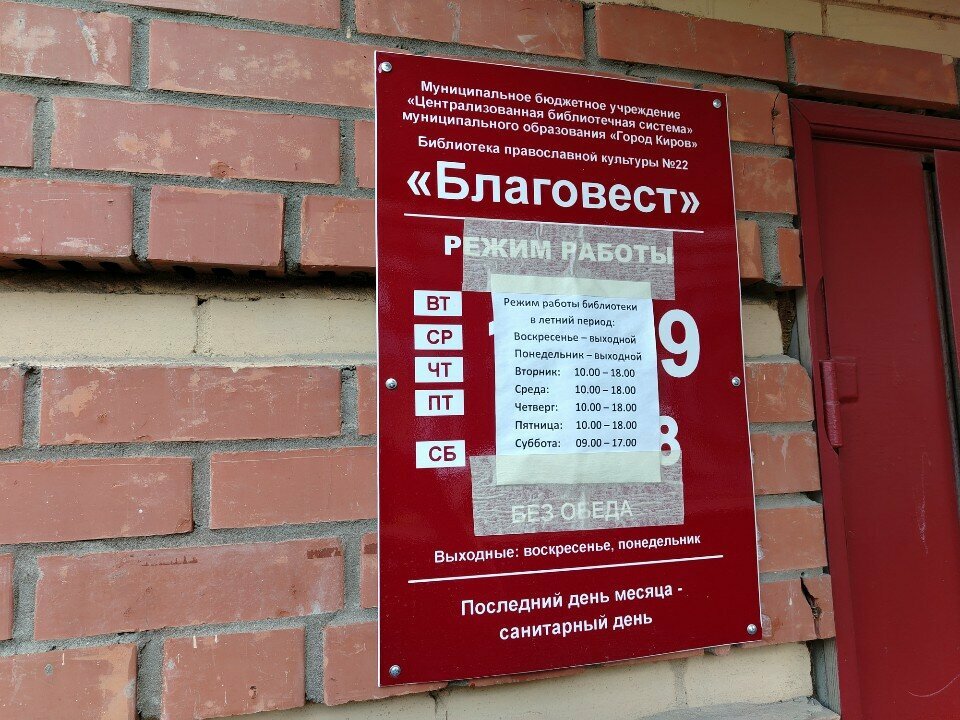 Муниципальное бюджетное учреждение
«Централизованная библиотечная система»
муниципального образования «Город Киров»
Библиотека православной культуры №22
«Благовест»
РЕЖИМ РАБОТЫ
ВТ
СР
ЧТ
ПТ
СБ
9
8
Режим работы библиотеки
в летний период:
Воскресенье – выходной
Понедельник – выходной
Вторник: 10.00 – 18.00
Среда: 10.00 – 18.00
Четверг: 10.00 – 18.00
Пятница: 10.00 – 18.00
Суббота: 09.00 – 17.00
БЕЗ ОБЕДА
Выходные: воскресенье, понедельник
Последний день месяца -
санитарный день